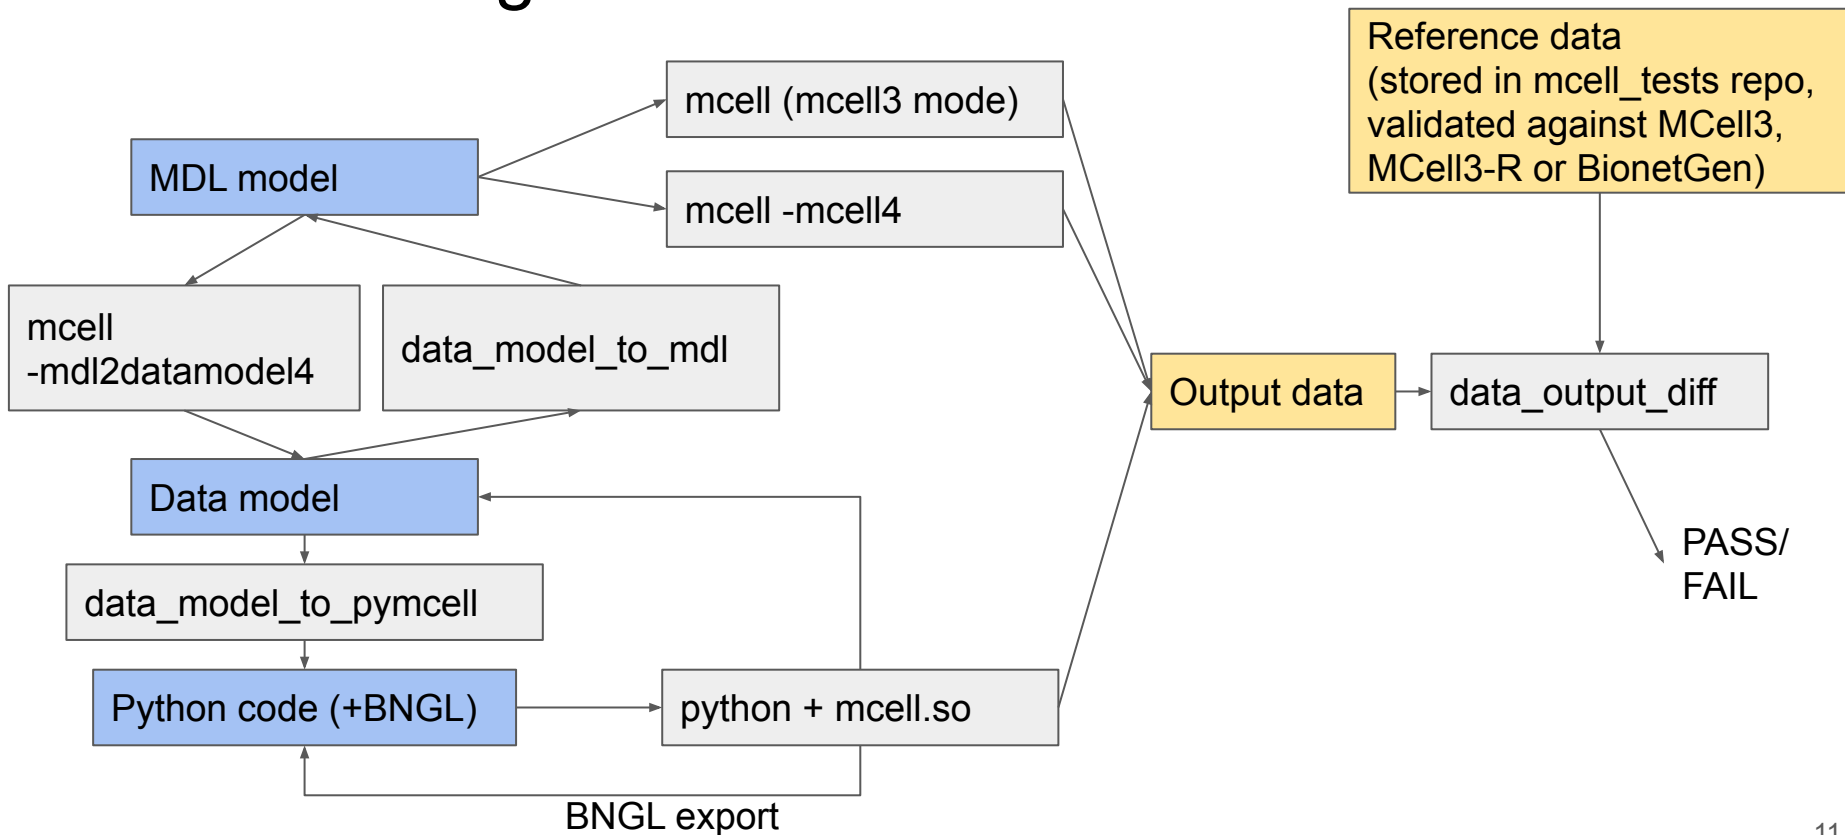 Reference data
(stored in mcell_tests repo,
validated against MCell3,
MCell3-R or BionetGen)
mcell (mcell3 mode)
MDL model
mcell -mcell4
mcell
-mdl2datamodel4
data_model_to_mdl
Output data
data_output_diff
Data model
PASS/
FAIL
data_model_to_pymcell
Python code (+BNGL)
python + mcell.so
BNGL export
11